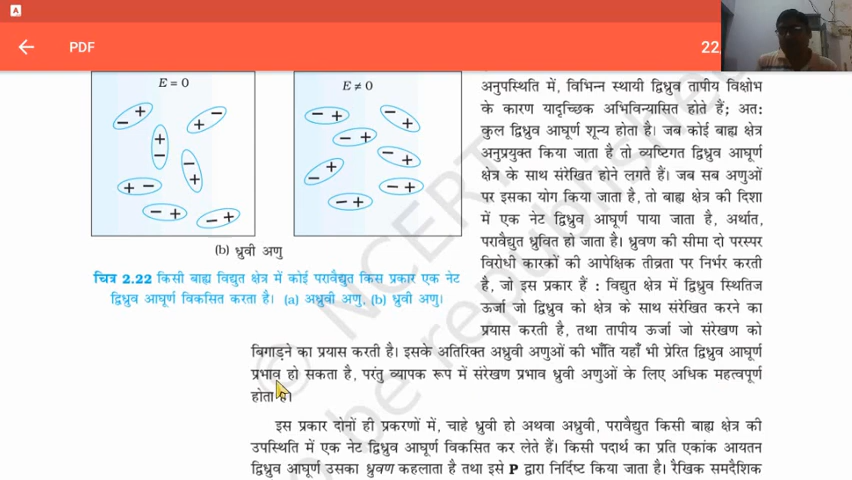 A
PDF
22
E = 0
E ≠ 0
(b) ध्रुवी अणु
चित्र 2.22 किसी बाह्य विद्युत क्षेत्र में कोई परावैद्युत किस प्रकार एक नेट
द्विध्रुव आघूर्ण विकसित करता है। (a) अध्रुवी अणु, (b) ध्रुवी अणु।
अनुपस्थिति में, विभिन्न स्थायी द्विध्रुव तापीय विक्षोभ
के कारण यादृच्छिक अभिविन्यासित होते हैं; अतः
कुल द्विध्रुव आघूर्ण शून्य होता है। जब कोई बाह्य क्षेत्र
अनुप्रयुक्त किया जाता है तो व्यष्टिगत द्विध्रुव आघूर्ण
क्षेत्र के साथ संरेखित होने लगते हैं। जब सब अणुओं
पर इसका योग किया जाता है, तो बाह्य क्षेत्र की दिशा
में एक नेट द्विध्रुव आघूर्ण पाया जाता है, अर्थात,
परावैद्युत ध्रुवित हो जाता है। ध्रुवण की सीमा दो परस्पर
विरोधी कारकों की आपेक्षिक तीव्रता पर निर्भर करती
है, जो इस प्रकार हैं : विद्युत क्षेत्र में द्विध्रुव स्थितिज
ऊर्जा जो द्विध्रुव को क्षेत्र के साथ संरेखित करने का
प्रयास करती है, तथा तापीय ऊर्जा जो संरेखण को
बिगाड़ने का प्रयास करती है। इसके अतिरिक्त अध्रुवी अणुओं की भाँति यहाँ भी प्रेरित द्विध्रुव आघूर्ण
प्रभाव हो सकता है, परंतु व्यापक रूप में संरेखण प्रभाव ध्रुवी अणुओं के लिए अधिक महत्वपूर्ण
होता है।
इस प्रकार दोनों ही प्रकरणों में, चाहे ध्रुवी हो अथवा अध्रुवी, परावैद्युत किसी बाह्य क्षेत्र की
उपस्थिति में एक नेट द्विध्रुव आघूर्ण विकसित कर लेते हैं। किसी पदार्थ का प्रति एकांक आयतन
द्विध्रुव आघूर्ण उसका ध्रुवण कहलाता है तथा इसे P द्वारा निर्दिष्ट किया जाता है। रैखिक समदैशिक